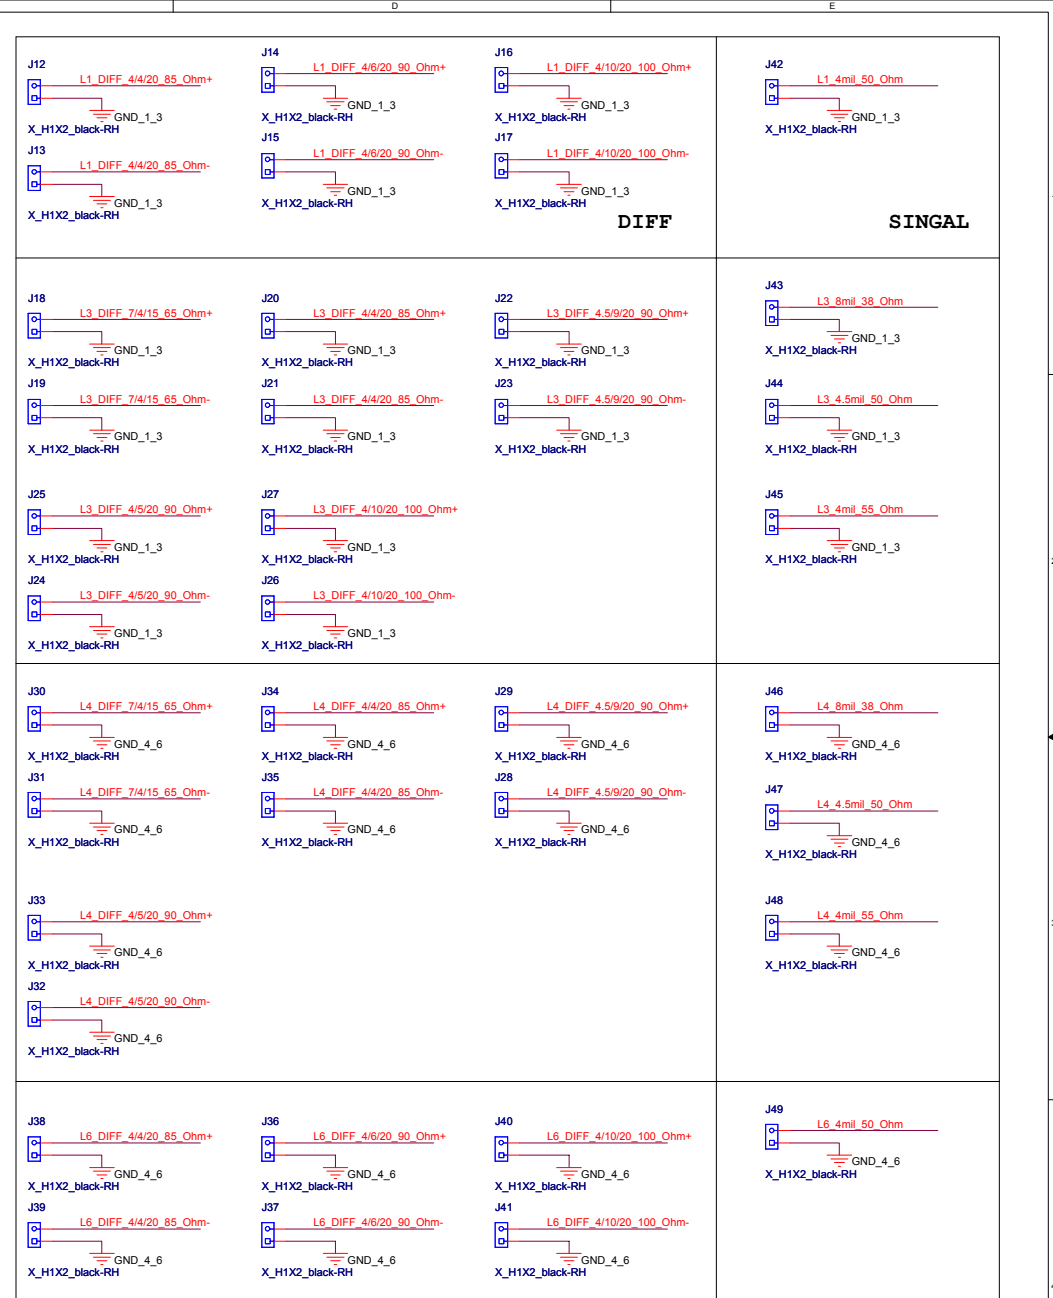 D
E
J12
L1_DIFF_4/4/20_85_Ohm+
GND_1_3
X_H1X2_black-RH
J13
L1_DIFF_4/4/20_85_Ohm-
GND_1_3
X_H1X2_black-RH
J14
L1_DIFF_4/6/20_90_Ohm+
GND_1_3
X_H1X2_black-RH
J15
L1_DIFF_4/6/20_90_Ohm-
GND_1_3
X_H1X2_black-RH
J16
L1_DIFF_4/10/20_100_Ohm+
GND_1_3
X_H1X2_black-RH
J17
L1_DIFF_4/10/20_100_Ohm-
GND_1_3
X_H1X2_black-RH
DIFF
J42
L1_4mil_50_Ohm
GND_1_3
X_H1X2_black-RH
SINGAL
J18
L3_DIFF_7/4/15_65_Ohm+
GND_1_3
X_H1X2_black-RH
J19
L3_DIFF_7/4/15_65_Ohm-
GND_1_3
X_H1X2_black-RH
J20
L3_DIFF_4/4/20_85_Ohm+
GND_1_3
X_H1X2_black-RH
J21
L3_DIFF_4/4/20_85_Ohm-
GND_1_3
X_H1X2_black-RH
J22
L3_DIFF_4.5/9/20_90_Ohm+
GND_1_3
X_H1X2_black-RH
J23
L3_DIFF_4.5/9/20_90_Ohm-
GND_1_3
X_H1X2_black-RH
J25
L3_DIFF_4/5/20_90_Ohm+
GND_1_3
X_H1X2_black-RH
J24
L3_DIFF_4/5/20_90_Ohm-
GND_1_3
X_H1X2_black-RH
J27
L3_DIFF_4/10/20_100_Ohm+
GND_1_3
X_H1X2_black-RH
J26
L3_DIFF_4/10/20_100_Ohm-
GND_1_3
X_H1X2_black-RH
J43
L3_8mil_38_Ohm
GND_1_3
X_H1X2_black-RH
J44
L3_4.5mil_50_Ohm
GND_1_3
X_H1X2_black-RH
J45
L3_4mil_55_Ohm
GND_1_3
X_H1X2_black-RH
J30
L4_DIFF_7/4/15_65_Ohm+
GND_4_6
X_H1X2_black-RH
J31
L4_DIFF_7/4/15_65_Ohm-
GND_4_6
X_H1X2_black-RH
J34
L4_DIFF_4/4/20_85_Ohm+
GND_4_6
X_H1X2_black-RH
J35
L4_DIFF_4/4/20_85_Ohm-
GND_4_6
X_H1X2_black-RH
J29
L4_DIFF_4.5/9/20_90_Ohm+
GND_4_6
X_H1X2_black-RH
J28
L4_DIFF_4.5/9/20_90_Ohm-
GND_4_6
X_H1X2_black-RH
J33
L4_DIFF_4/5/20_90_Ohm+
GND_4_6
X_H1X2_black-RH
J32
L4_DIFF_4/5/20_90_Ohm-
GND_4_6
X_H1X2_black-RH
J46
L4_8mil_38_Ohm
GND_4_6
X_H1X2_black-RH
J47
L4_4.5mil_50_Ohm
GND_4_6
X_H1X2_black-RH
J48
L4_4mil_55_Ohm
GND_4_6
X_H1X2_black-RH
J38
L6_DIFF_4/4/20_85_Ohm+
GND_4_6
X_H1X2_black-RH
J39
L6_DIFF_4/4/20_85_Ohm-
GND_4_6
X_H1X2_black-RH
J36
L6_DIFF_4/6/20_90_Ohm+
GND_4_6
X_H1X2_black-RH
J37
L6_DIFF_4/6/20_90_Ohm-
GND_4_6
X_H1X2_black-RH
J40
L6_DIFF_4/10/20_100_Ohm+
GND_4_6
X_H1X2_black-RH
J41
L6_DIFF_4/10/20_100_Ohm-
GND_4_6
X_H1X2_black-RH
J49
L6_4mil_50_Ohm
GND_4_6
X_H1X2_black-RH